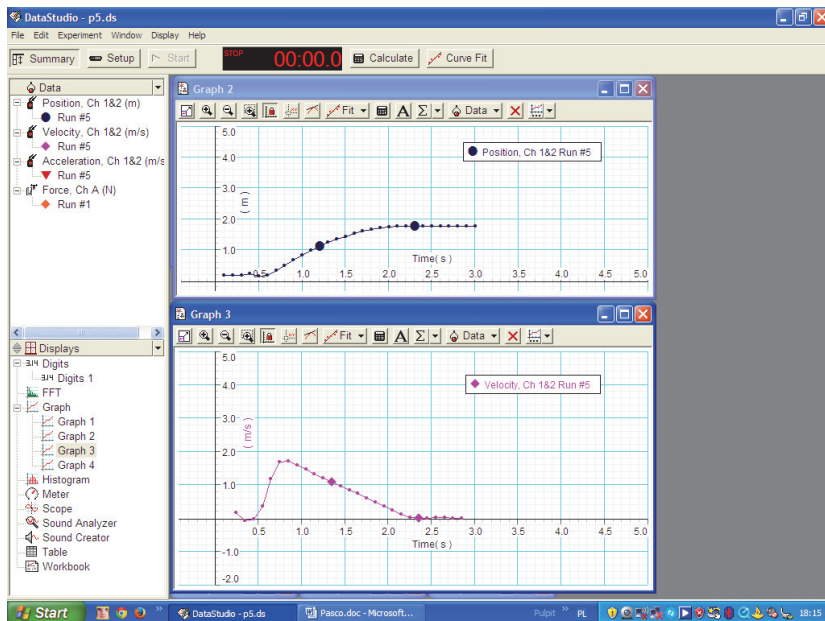 DataStudio - p5.ds
File Edit Experiment Window Display Help
Summary Setup Start STOP 00:00.0 Calculate Curve Fit
Data
Position, Ch 1&2 (m)
Run #5
Velocity, Ch 1&2 (m/s)
Run #5
Acceleration, Ch 1&2 (m/s
Run #5
Force, Ch A (N)
Run #1
Displays
3.14 Digits
3.14 Digits 1
FFT
Graph
Graph 1
Graph 2
Graph 3
Graph 4
Histogram
Meter
Scope
Sound Analyzer
Sound Creator
Table
Workbook
Graph 2
Fit A Σ Data
5.0
Position, Ch 1&2 Run #5
4.0
3.0
( m )
2.0
1.0
Time( s )
0.5 1.0 1.5 2.0 2.5 3.0 3.5 4.0 4.5 5.0
Graph 3
Fit A Σ Data
5.0
Velocity, Ch 1&2 Run #5
4.0
3.0
( m/s )
2.0
1.0
0.5 1.0 1.5 2.0 2.5 3.0 3.5 4.0 4.5 5.0
Time( s )
-1.0
-2.0
Start DataStudio - p5.ds Pasco.doc - Microsoft... Pulpit » PL 18:15